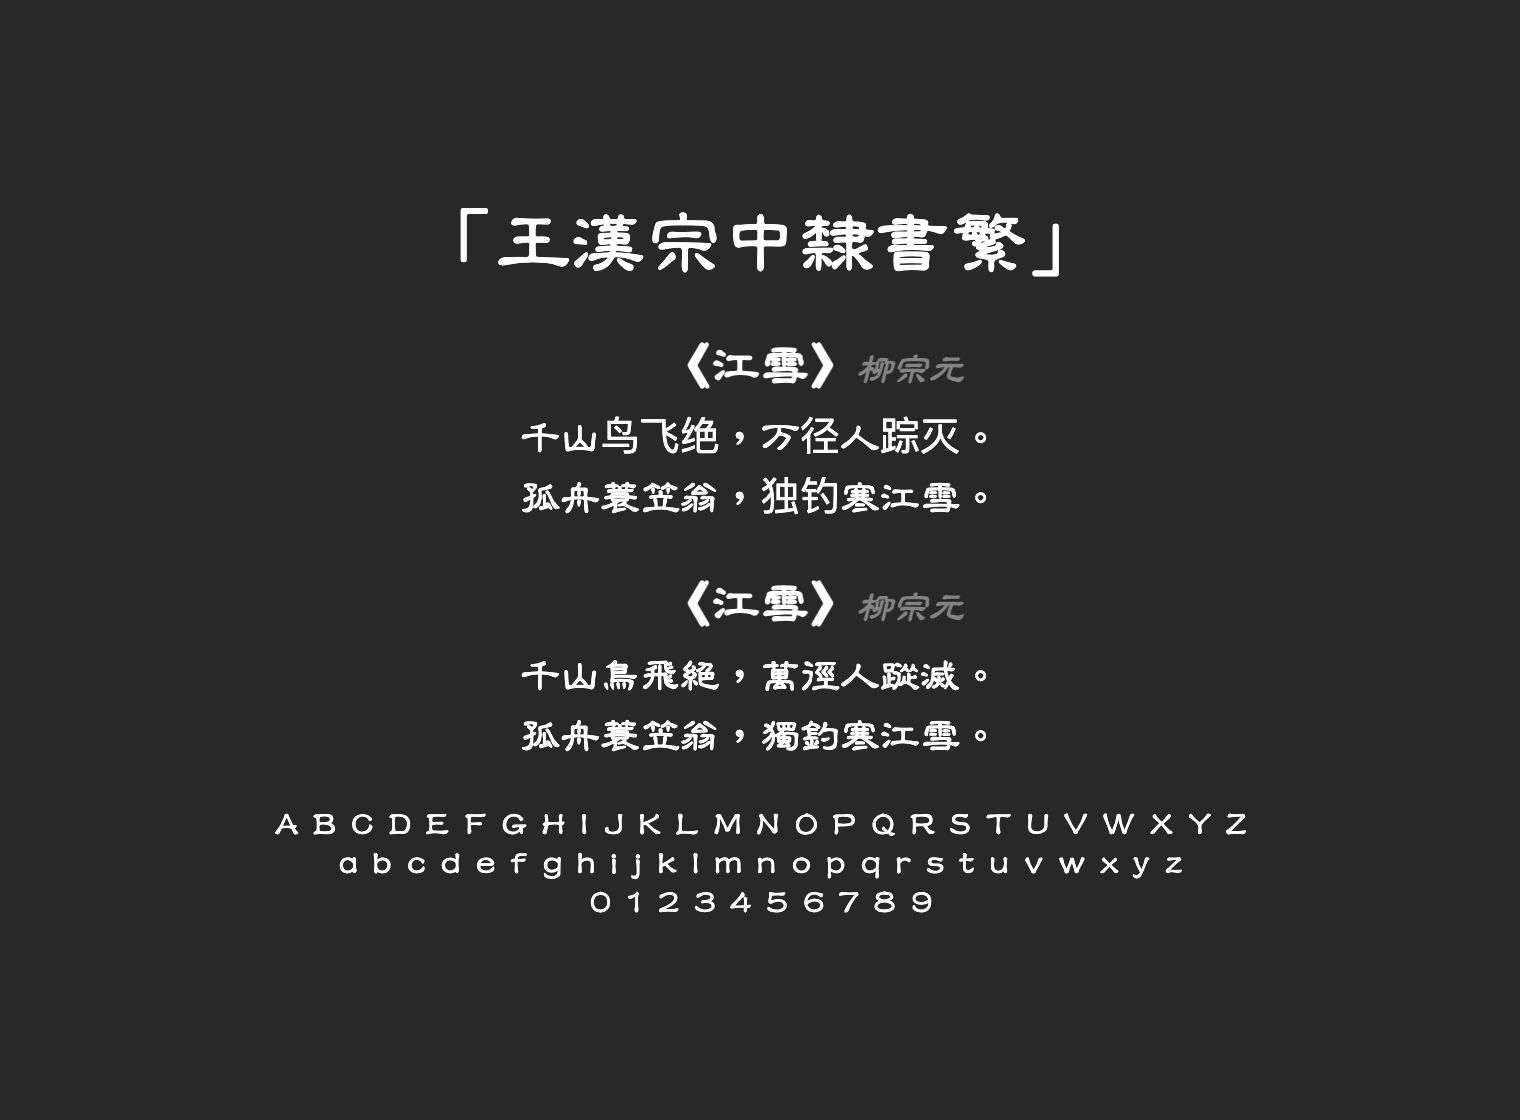 「王漢宗中隸書繁」
《江雪》 柳宗元
千山鸟飞绝，万径人踪灭。
孤舟蓑笠翁，独钓寒江雪。
《江雪》 柳宗元
千山鳥飛絕，萬徑人蹤滅。
孤舟蓑笠翁，獨釣寒江雪。
A B C D E F G H I J K L M N O P Q R S T U V W X Y Z
a b c d e f g h i j k l m n o p q r s t u v w x y z
0 1 2 3 4 5 6 7 8 9